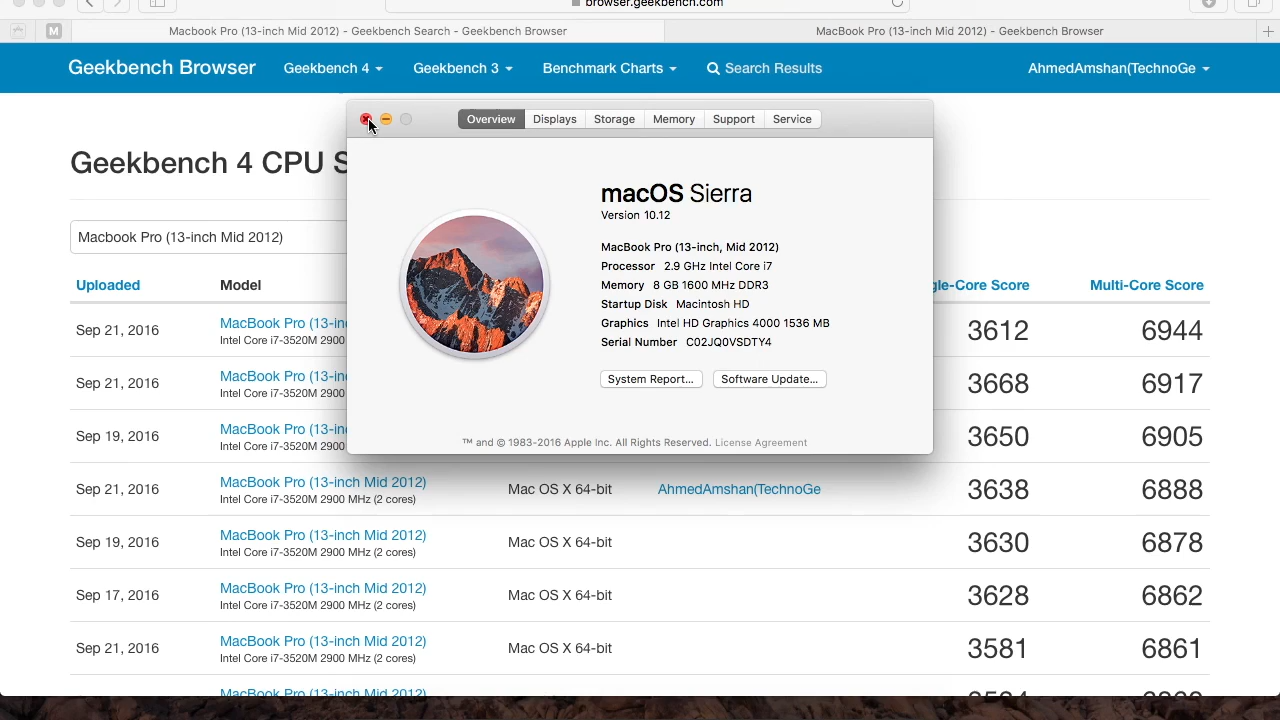 browser.geekbench.com
M
Macbook Pro (13-inch Mid 2012) - Geekbench Search - Geekbench Browser
MacBook Pro (13-inch Mid 2012) - Geekbench Browser
Geekbench Browser Geekbench 4 Geekbench 3 Benchmark Charts Search Results AhmedAmshan(TechnoGe
Overview Displays Storage Memory Support Service
Geekbench 4 CPU S
macOS Sierra
Version 10.12
MacBook Pro (13-inch, Mid 2012)
Processor 2.9 GHz Intel Core i7
Memory 8 GB 1600 MHz DDR3
Startup Disk Macintosh HD
Graphics Intel HD Graphics 4000 1536 MB
Serial Number C02JQ0VSDTY4
System Report... Software Update...
™ and © 1983-2016 Apple Inc. All Rights Reserved. License Agreement
Macbook Pro (13-inch Mid 2012)
Uploaded Model gle-Core Score Multi-Core Score
Sep 21, 2016 MacBook Pro (13-inc 3612 6944
Intel Core i7-3520M 2900
Sep 21, 2016 MacBook Pro (13-inc 3668 6917
Intel Core i7-3520M 2900
Sep 19, 2016 MacBook Pro (13-inc 3650 6905
Intel Core i7-3520M 2900
Sep 21, 2016 MacBook Pro (13-inch Mid 2012) Mac OS X 64-bit AhmedAmshan(TechnoGe 3638 6888
Intel Core i7-3520M 2900 MHz (2 cores)
Sep 19, 2016 MacBook Pro (13-inch Mid 2012) Mac OS X 64-bit 3630 6878
Intel Core i7-3520M 2900 MHz (2 cores)
Sep 17, 2016 MacBook Pro (13-inch Mid 2012) Mac OS X 64-bit 3628 6862
Intel Core i7-3520M 2900 MHz (2 cores)
Sep 21, 2016 MacBook Pro (13-inch Mid 2012) Mac OS X 64-bit 3581 6861
Intel Core i7-3520M 2900 MHz (2 cores)
MacBook Pro (13-inch Mid 2012)